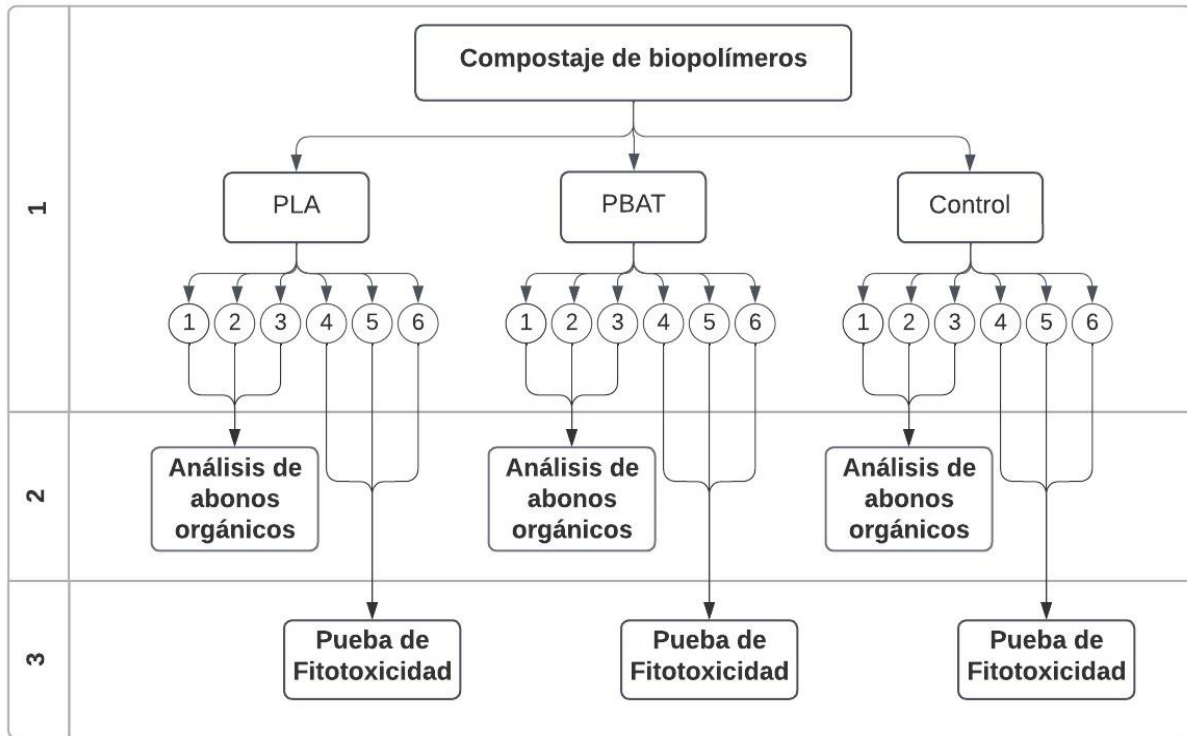 Compostaje de biopolímeros
1
PLA
PBAT
Control
1 2 3 4 5 6
1 2 3 4 5 6
1 2 3 4 5 6
2
Análisis de
abonos
orgánicos
Análisis de
abonos
orgánicos
Análisis de
abonos
orgánicos
3
Pueba de
Fitotoxicidad
Pueba de
Fitotoxicidad
Pueba de
Fitotoxicidad